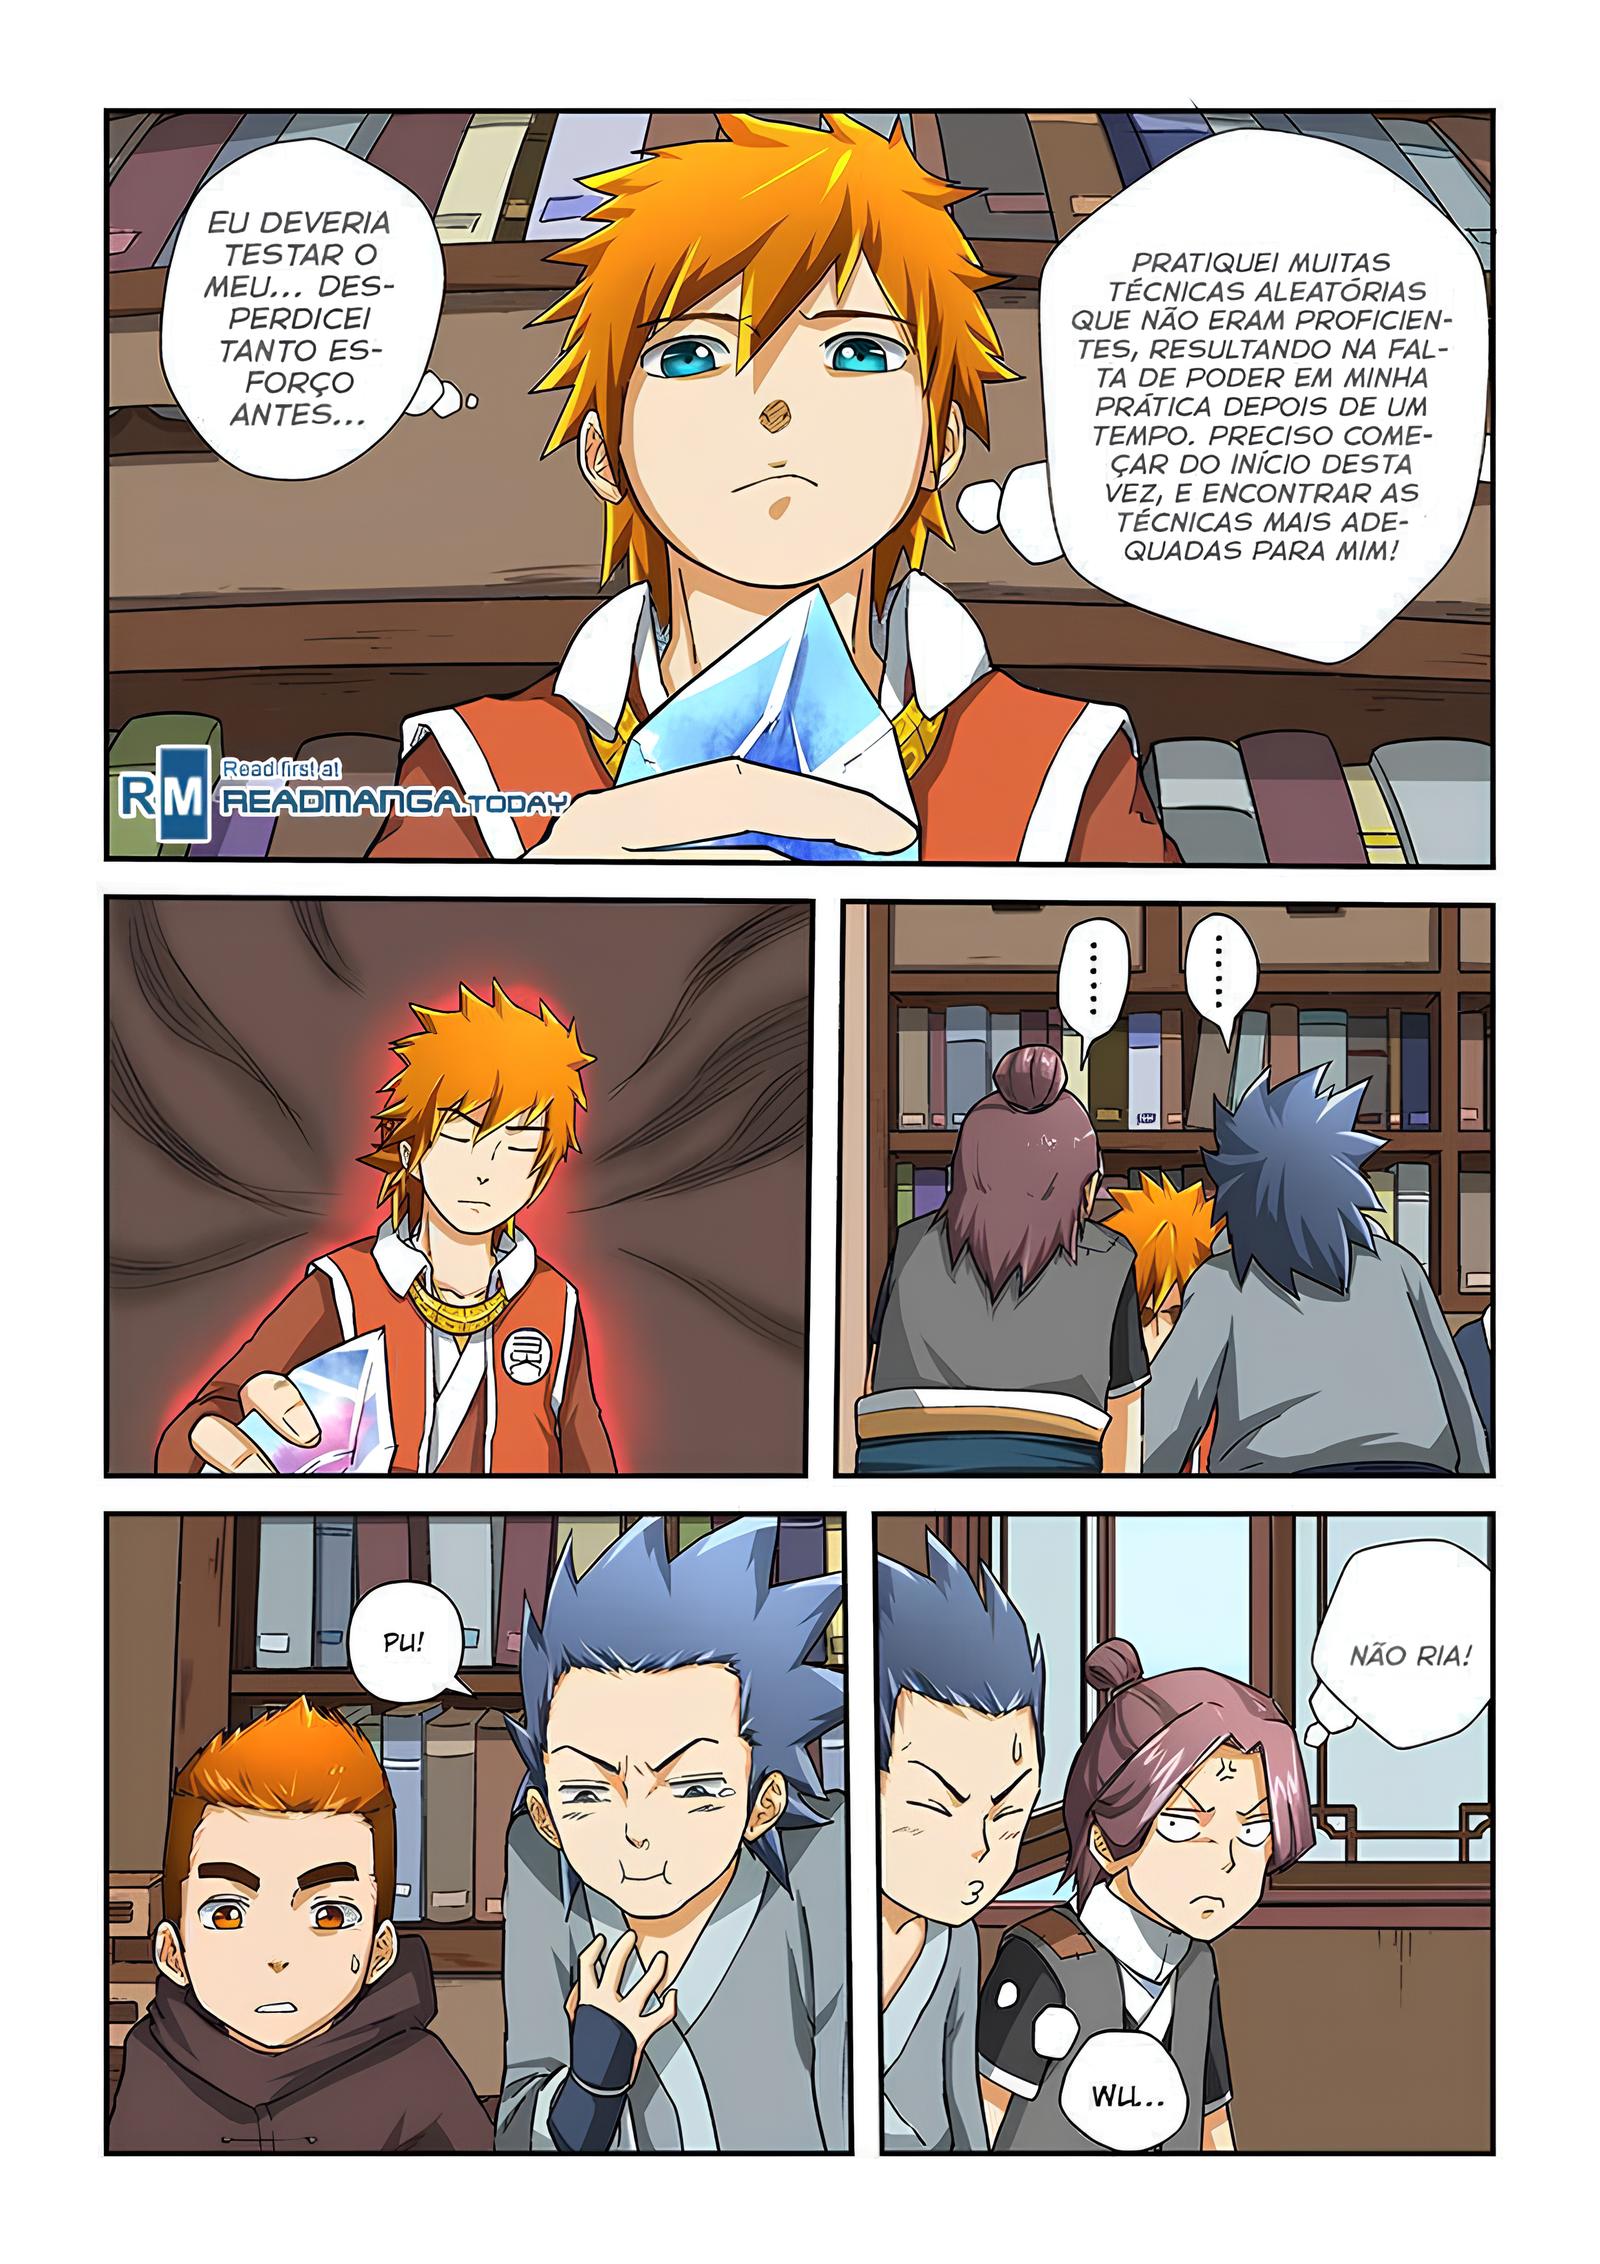 EU DEVERIA
TESTAR O
MEU... DES-
PERDICEI
TANTO ES-
FORÇO
ANTES...
PRATIQUEI MUITAS
TÉCNICAS ALEATÓRIAS
QUE NÃO ERAM PROFICIEN-
TES, RESULTANDO NA FAL-
TA DE PODER EM MINHA
PRÁTICA DEPOIS DE UM
TEMPO. PRECISO COME-
ÇAR DO INÍCIO DESTA
VEZ, E ENCONTRAR AS
TÉCNICAS MAIS ADE-
QUADAS PARA MIM!
RM
Read first at
READMANGA.TODAY
......
......
PU!
NÃO RIA!
WU...